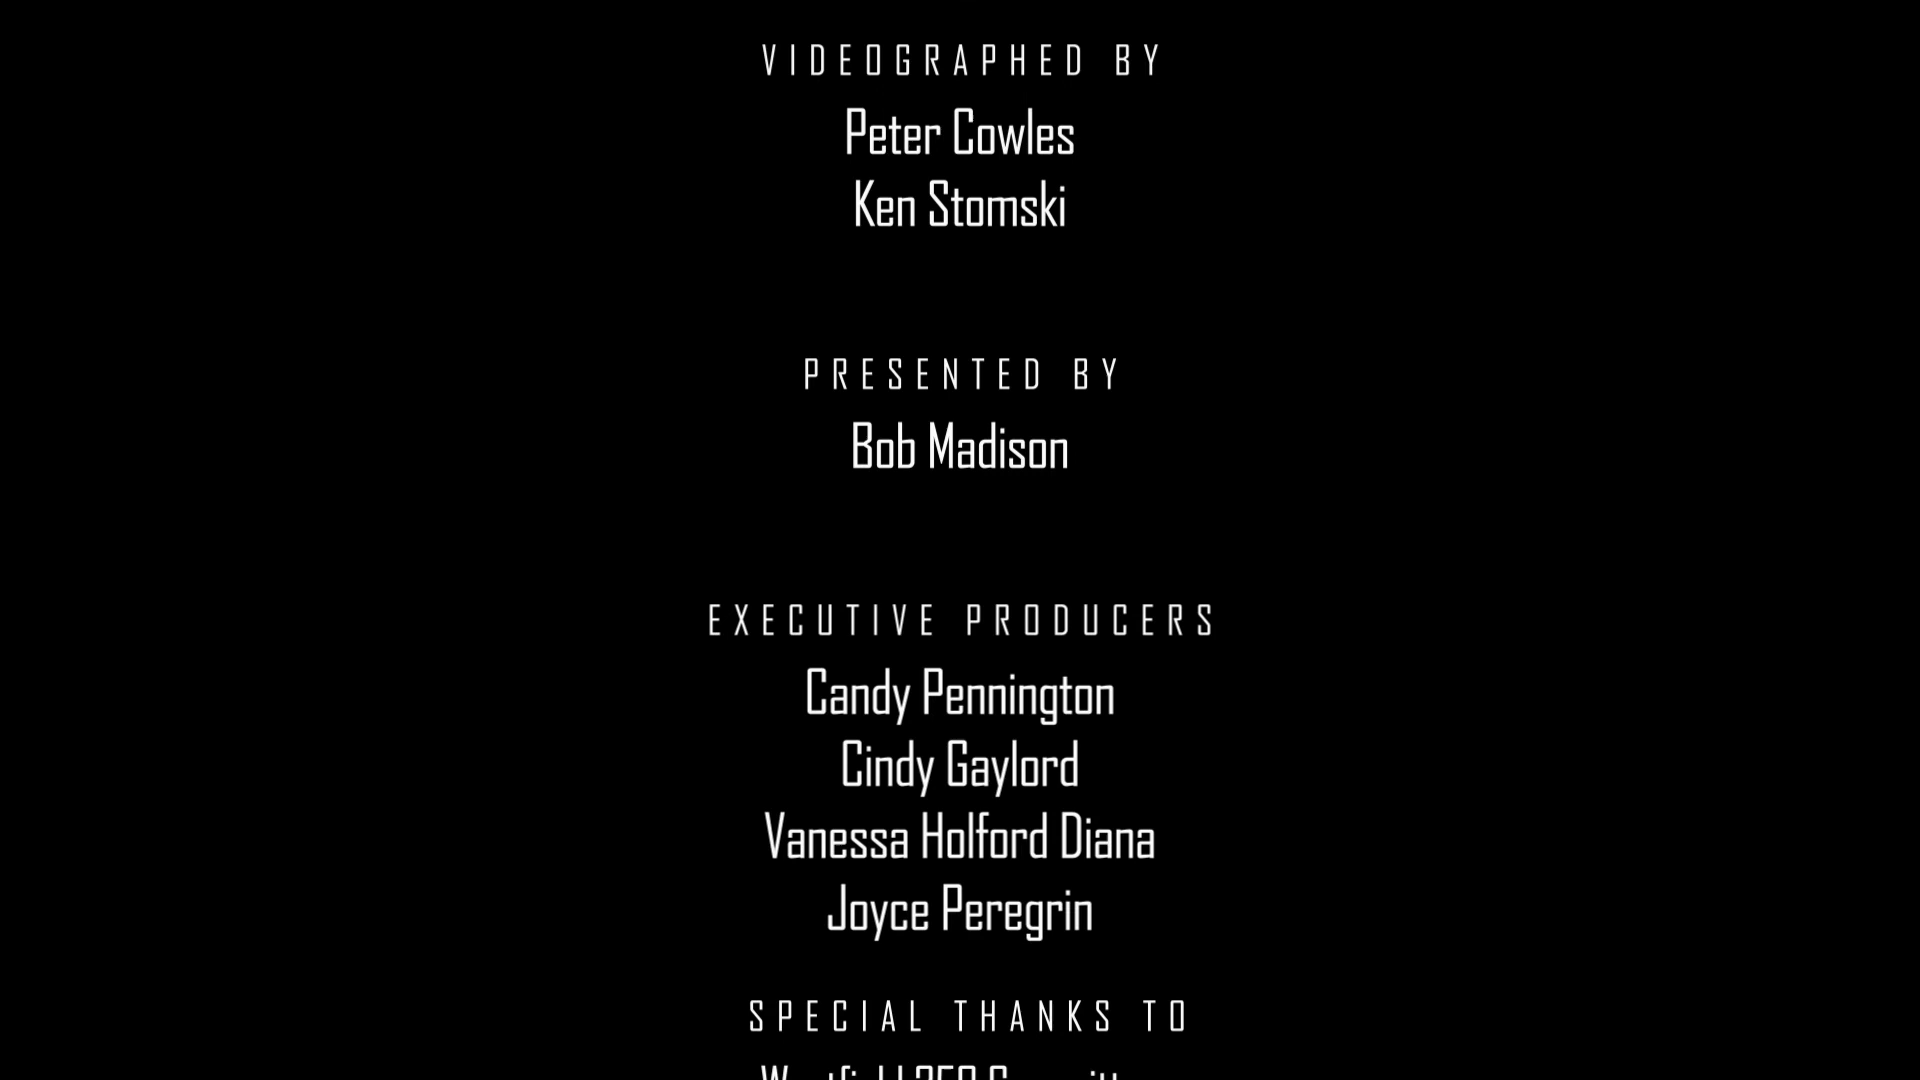 VIDEOGRAPHED BY
Peter Cowles
Ken Stomski
PRESENTED BY
Bob Madison
EXECUTIVE PRODUCERS
Candy Pennington
Cindy Gaylord
Vanessa Holford Diana
Joyce Peregrin
SPECIAL THANKS TO